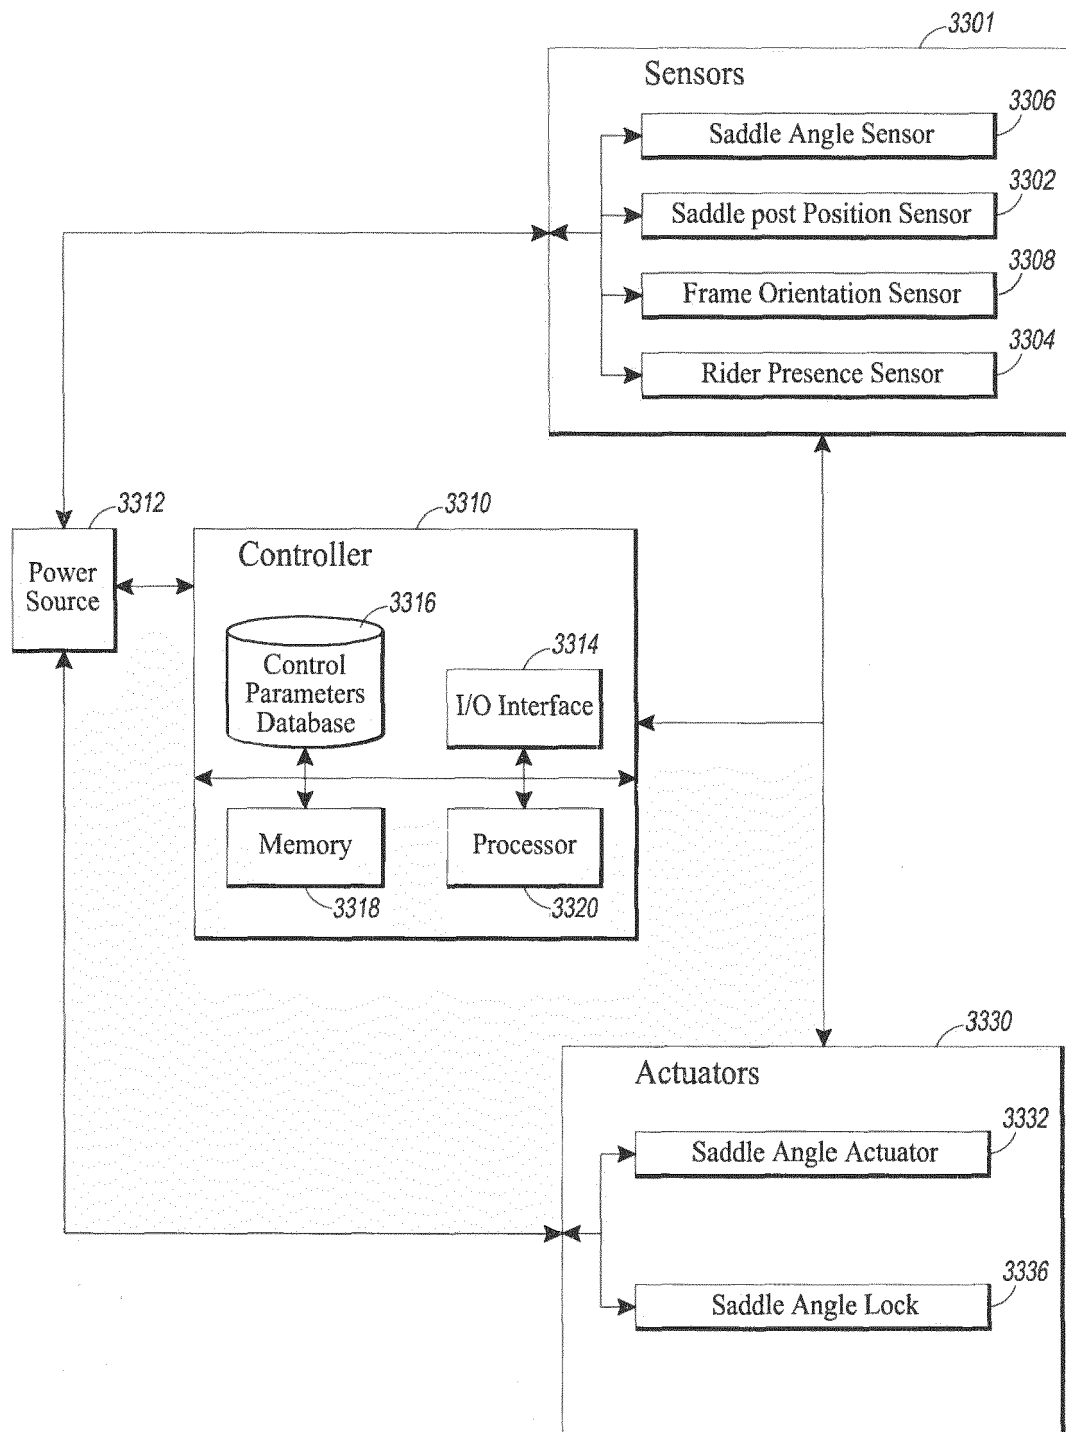 3301
Sensors
3306
Saddle Angle Sensor
3302
Saddle post Position Sensor
3308
Frame Orientation Sensor
3304
Rider Presence Sensor
3312
Power
Source
3310
Controller
3316
Control
Parameters
Database
3314
I/O Interface
Memory
3318
Processor
3320
3330
Actuators
3332
Saddle Angle Actuator
3336
Saddle Angle Lock